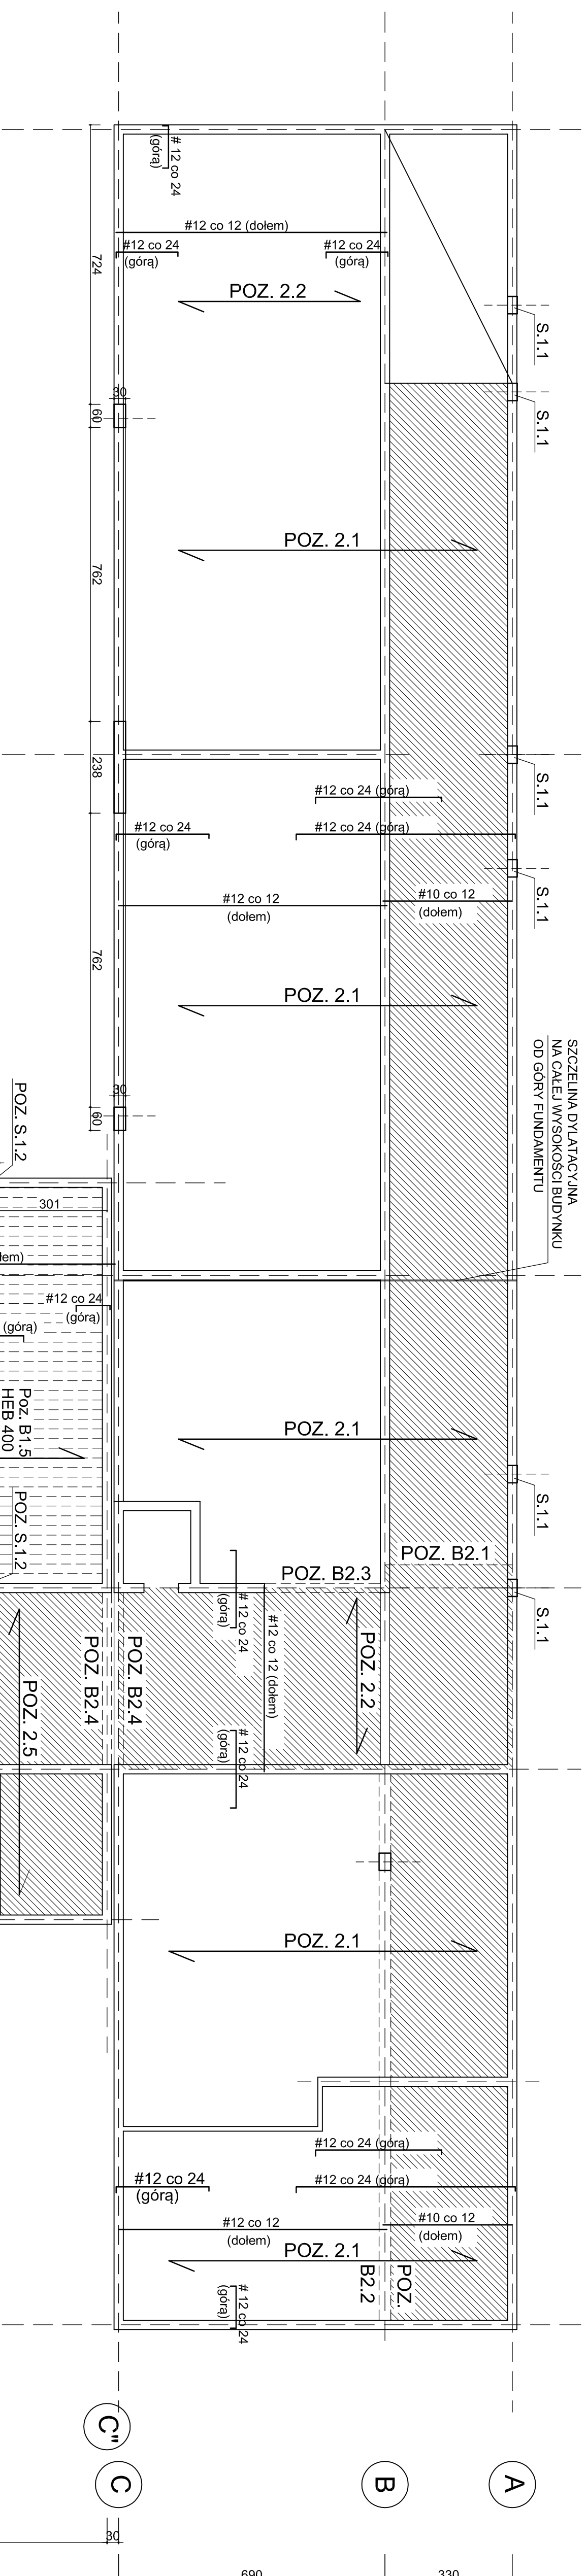 # 12 co 24
(górą)
#12 co 12 (dołem)
#12 co 24
(górą)
#12 co 24
(górą)
724
POZ. 2.2
S.1.1
S.1.1
30
60
POZ. 2.1
762
238
S.1.1
#12 co 24 (górą)
#12 co 24
(górą)
#12 co 24 (górą)
S.1.1
#12 co 12
(dołem)
#10 co 12
(dołem)
762
POZ. 2.1
SZCZELINA DYLATACYJNA
NA CAŁEJ WYSOKOŚCI BUDYNKU
OD GÓRY FUNDAMENTU
30
60
POZ. S.1.2
301
łem)
#12 co 24
(górą)
(górą)
Poz. B1.5
HEB 400
POZ. 2.1
POZ. S.1.2
S.1.1
POZ. B2.1
POZ. B2.3
S.1.1
# 12 co 24
(górą)
#12 co 12 (dołem)
POZ. 2.2
POZ. B2.4
POZ. B2.4
POZ. 2.5
# 12 co 24
(górą)
POZ. 2.1
#12 co 24 (górą)
#12 co 24
(górą)
#12 co 24 (górą)
#12 co 12
(dołem)
#10 co 12
(dołem)
POZ. 2.1
POZ.
B2.2
# 12 co 24
(górą)
C"
C
B
A
30
690
330